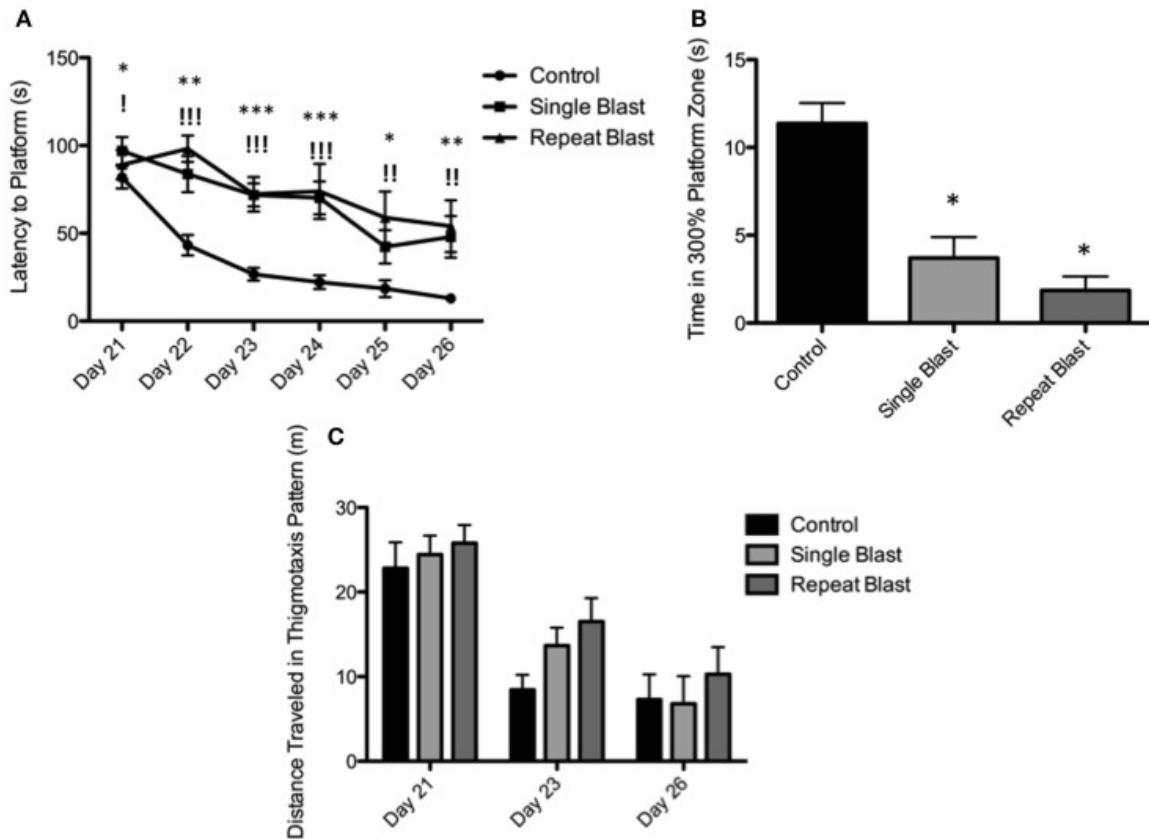 A
Latency to Platform (s)
150
100
50
0
* ** *** *** * **
! !!! !!! !!! !! !!
Control
Single Blast
Repeat Blast
Day 21 Day 22 Day 23 Day 24 Day 25 Day 26
B
Time in 300% Platform Zone (s)
15
10
5
0
* *
Control Single Blast Repeat Blast
C
Distance Traveled in Thigmotaxis Pattern (m)
30
20
10
0
Control
Single Blast
Repeat Blast
Day 21 Day 23 Day 26